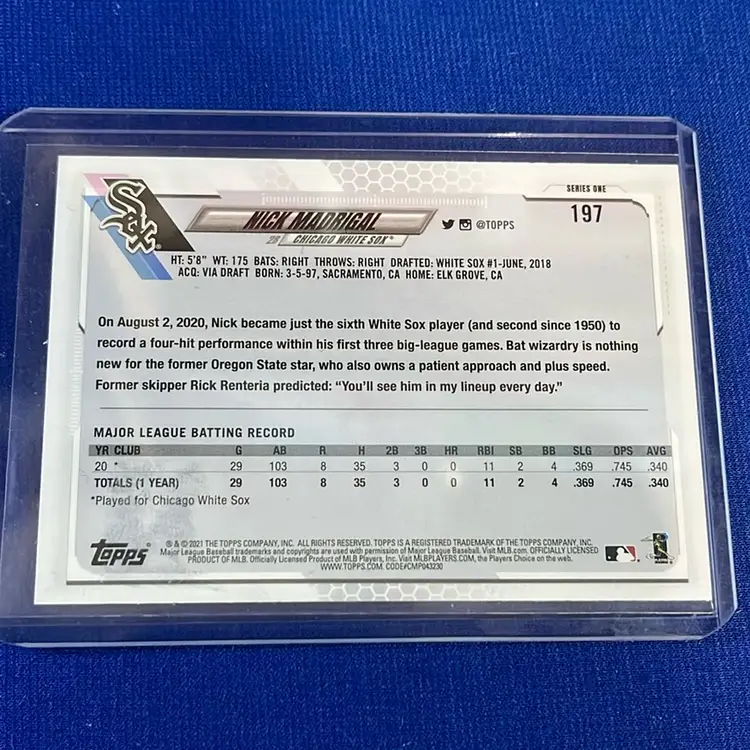 Sox
SERIES ONE
197
NICK MADRIGAL
@TOPPS
2B CHICAGO WHITE SOX®
HT: 5'8" WT: 175 BATS: RIGHT THROWS: RIGHT DRAFTED: WHITE SOX #1-JUNE, 2018
ACQ: VIA DRAFT BORN: 3-5-97, SACRAMENTO, CA HOME: ELK GROVE, CA
On August 2, 2020, Nick became just the sixth White Sox player (and second since 1950) to
record a four-hit performance within his first three big-league games. Bat wizardry is nothing
new for the former Oregon State star, who also owns a patient approach and plus speed.
Former skipper Rick Renteria predicted: “You’ll see him in my lineup every day.”
MAJOR LEAGUE BATTING RECORD
YR CLUB G AB R H 2B 3B HR RBI SB BB SLG OPS AVG
20 * 29 103 8 35 3 0 0 11 2 4 .369 .745 .340
TOTALS (1 YEAR) 29 103 8 35 3 0 0 11 2 4 .369 .745 .340
*Played for Chicago White Sox
Topps®
® & © 2021 THE TOPPS COMPANY, INC. ALL RIGHTS RESERVED. TOPPS IS A REGISTERED TRADEMARK OF THE TOPPS COMPANY, INC.
Major League Baseball trademarks and copyrights are used with permission of Major League Baseball. Visit MLB.com. OFFICIALLY LICENSED
PRODUCT OF MLB Players, Inc. Officially Licensed Product of MLB Players, Inc. Visit MLBPLAYERS.COM, the Players Choice on the web.
WWW.TOPPS.COM. CODE#CMP043230